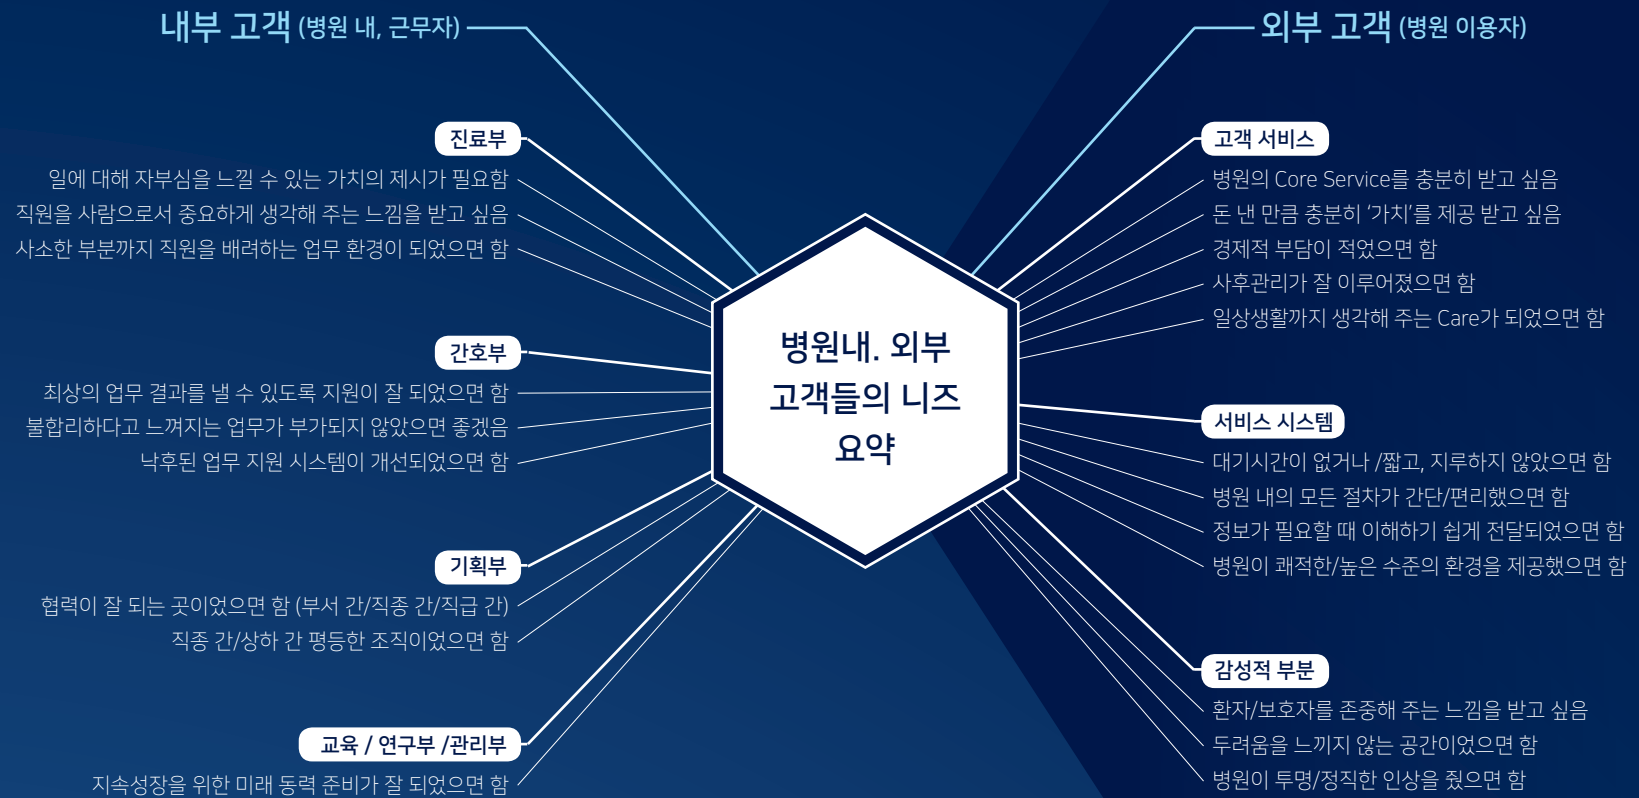 내부 고객 (병원 내, 근무자)
진료부
일에 대해 자부심을 느낄 수 있는 가치의 제시가 필요함
직원을 사람으로서 중요하게 생각해 주는 느낌을 받고 싶음
사소한 부분까지 직원을 배려하는 업무 환경이 되었으면 함
간호부
최상의 업무 결과를 낼 수 있도록 지원이 잘 되었으면 함
불합리하다고 느껴지는 업무가 부가되지 않았으면 좋겠음
낙후된 업무 지원 시스템이 개선되었으면 함
기획부
협력이 잘 되는 곳이었으면 함 (부서 간/직종 간/직급 간)
직종 간/상하 간 평등한 조직이었으면 함
교육 / 연구부 /관리부
지속성장을 위한 미래 동력 준비가 잘 되었으면 함
병원내. 외부
고객들의 니즈
요약
외부 고객 (병원 이용자)
고객 서비스
병원의 Core Service를 충분히 받고 싶음
돈 낸 만큼 충분히 ‘가치’를 제공 받고 싶음
경제적 부담이 적었으면 함
사후관리가 잘 이루어졌으면 함
일상생활까지 생각해 주는 Care가 되었으면 함
서비스 시스템
대기시간이 없거나 /짧고, 지루하지 않았으면 함
병원 내의 모든 절차가 간단/편리했으면 함
정보가 필요할 때 이해하기 쉽게 전달되었으면 함
병원이 쾌적한/높은 수준의 환경을 제공했으면 함
감성적 부분
환자/보호자를 존중해 주는 느낌을 받고 싶음
두려움을 느끼지 않는 공간이었으면 함
병원이 투명/정직한 인상을 줬으면 함